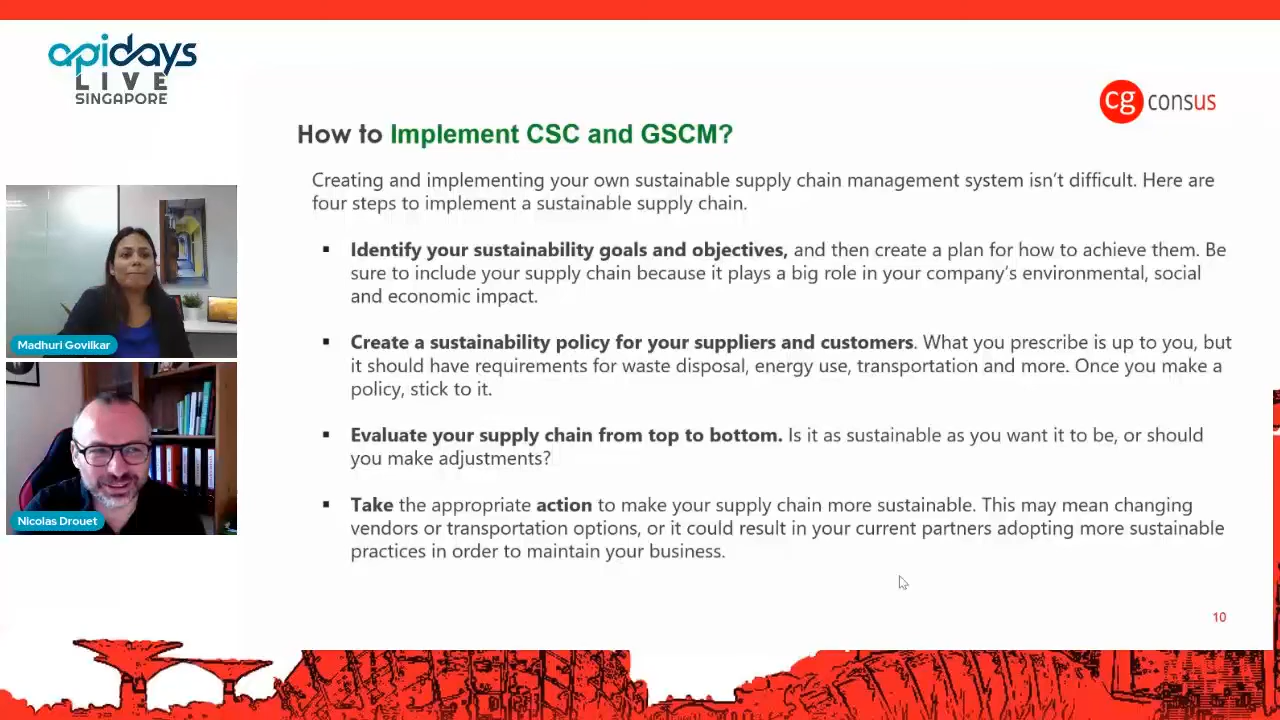 apidays
LIVE
SINGAPORE
cg consus
How to Implement CSC and GSCM?
Creating and implementing your own sustainable supply chain management system isn't difficult. Here are
four steps to implement a sustainable supply chain.
▪ Identify your sustainability goals and objectives, and then create a plan for how to achieve them. Be
sure to include your supply chain because it plays a big role in your company's environmental, social
and economic impact.
▪ Create a sustainability policy for your suppliers and customers. What you prescribe is up to you, but
it should have requirements for waste disposal, energy use, transportation and more. Once you make a
policy, stick to it.
▪ Evaluate your supply chain from top to bottom. Is it as sustainable as you want it to be, or should
you make adjustments?
▪ Take the appropriate action to make your supply chain more sustainable. This may mean changing
vendors or transportation options, or it could result in your current partners adopting more sustainable
practices in order to maintain your business.
Madhuri Govilkar
Nicolas Drouet
10